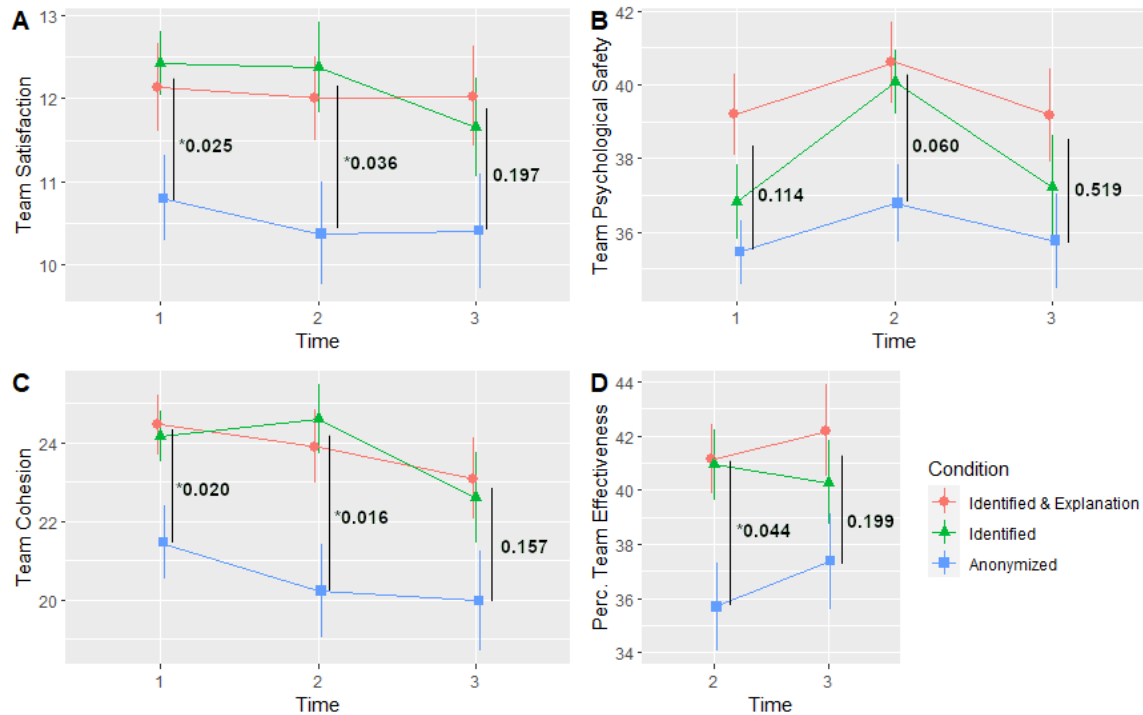 A
Team Satisfaction
13
12
11
10
*0.025
*0.036
0.197
1
2
3
Time
B
Team Psychological Safety
42
40
38
36
0.114
0.060
0.519
1
2
3
Time
C
Team Cohesion
24
22
20
*0.020
*0.016
0.157
1
2
3
Time
D
Perc. Team Effectiveness
44
42
40
38
36
34
*0.044
0.199
2
3
Time
Condition
Identified & Explanation
Identified
Anonymized